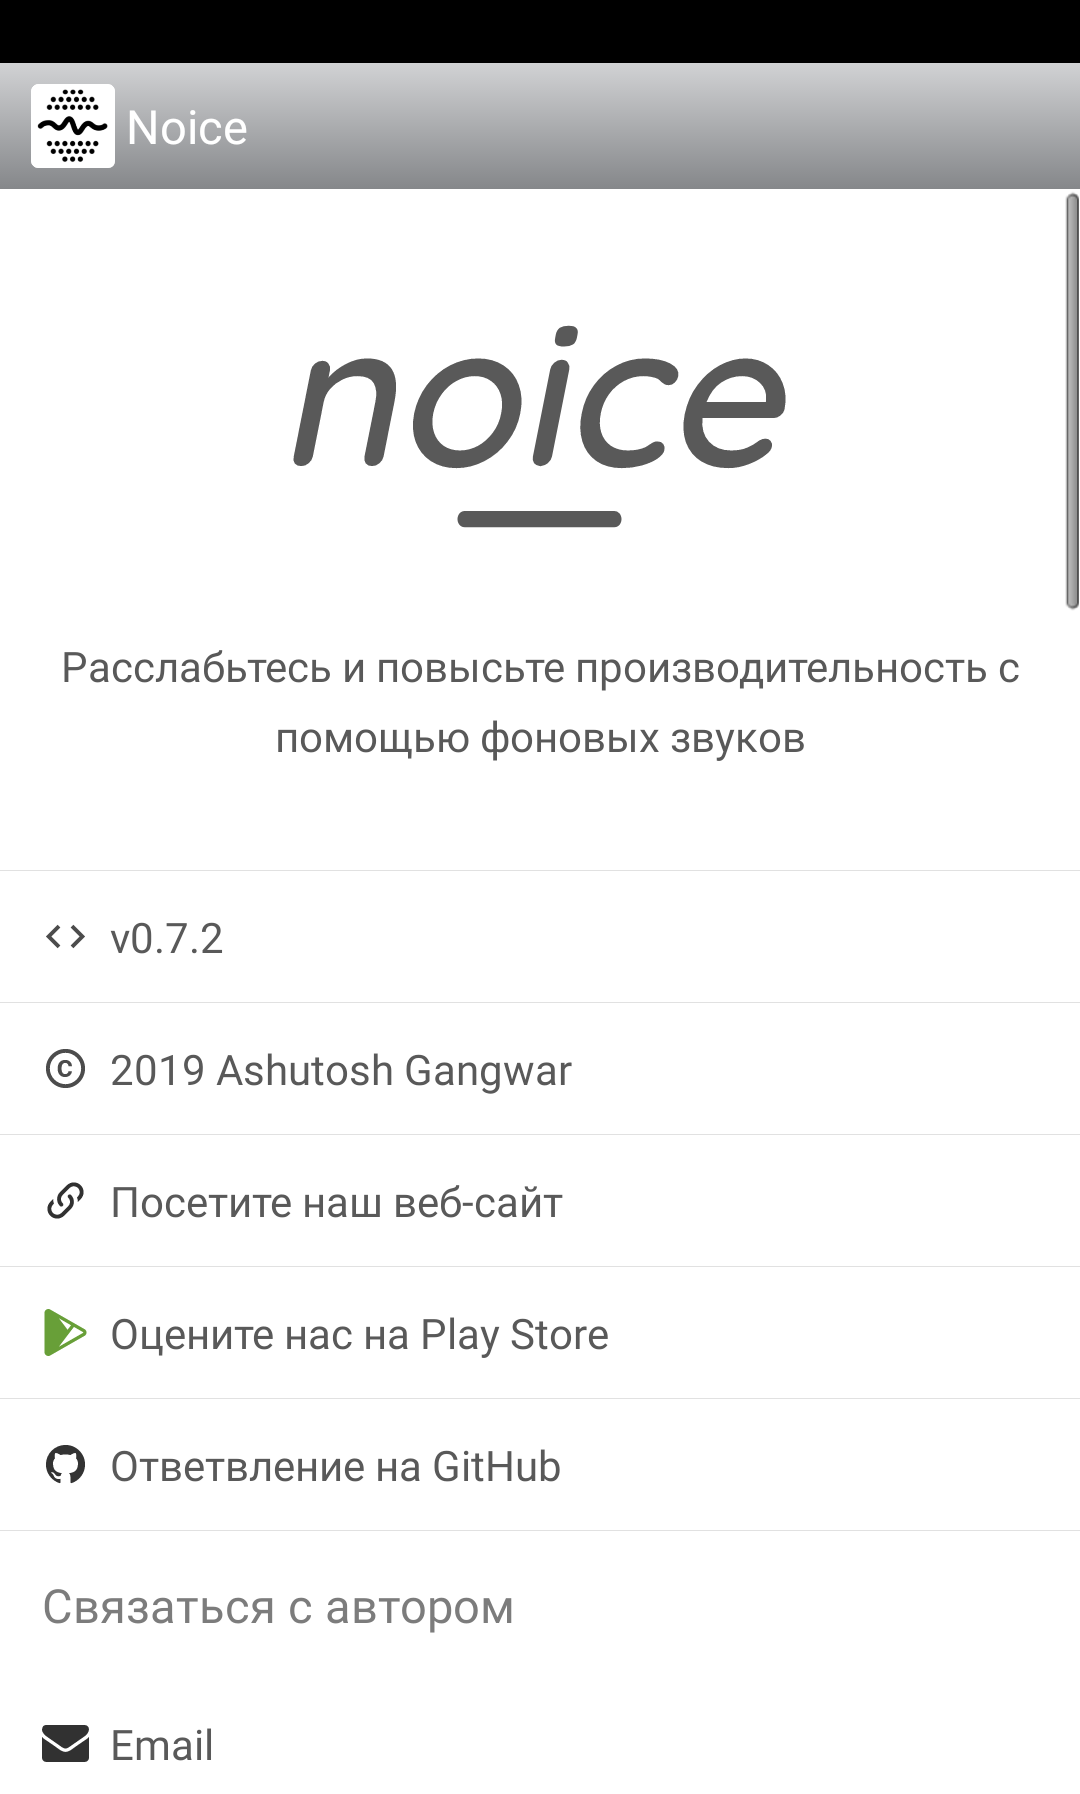 Noice
noice
Расслабьтесь и повысьте производительность с
помощью фоновых звуков
v0.7.2
2019 Ashutosh Gangwar
Посетите наш веб-сайт
Оцените нас на Play Store
Ответвление на GitHub
Связаться с автором
Email